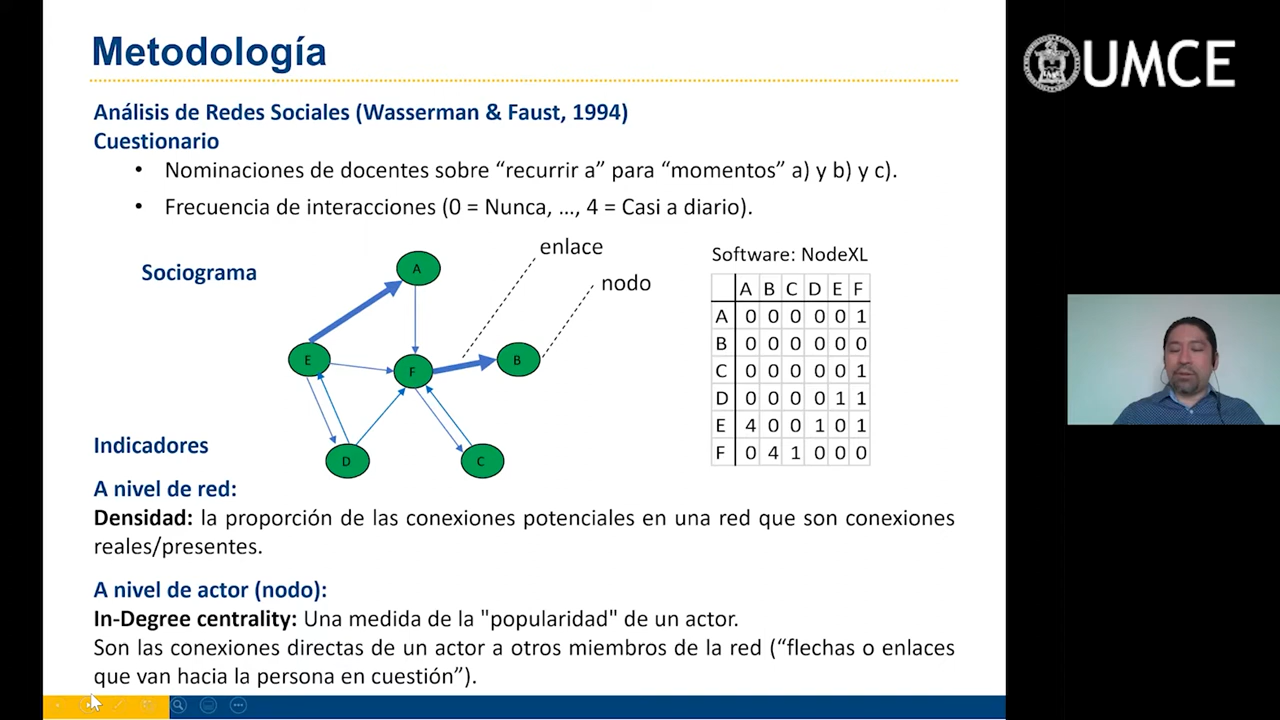 Metodología
UMCE
Análisis de Redes Sociales (Wasserman & Faust, 1994)
Cuestionario
• Nominaciones de docentes sobre “recurrir a” para “momentos” a) y b) y c).
• Frecuencia de interacciones (0 = Nunca, …, 4 = Casi a diario).
Sociograma
enlace
nodo
A
E
F
B
D
C
Software: NodeXL
A B C D E F
A 0 0 0 0 0 1
B 0 0 0 0 0 0
C 0 0 0 0 0 1
D 0 0 0 0 1 1
E 4 0 0 1 0 1
F 0 4 1 0 0 0
Indicadores
A nivel de red:
Densidad: la proporción de las conexiones potenciales en una red que son conexiones
reales/presentes.
A nivel de actor (nodo):
In-Degree centrality: Una medida de la "popularidad" de un actor.
Son las conexiones directas de un actor a otros miembros de la red (“flechas o enlaces
que van hacia la persona en cuestión”).